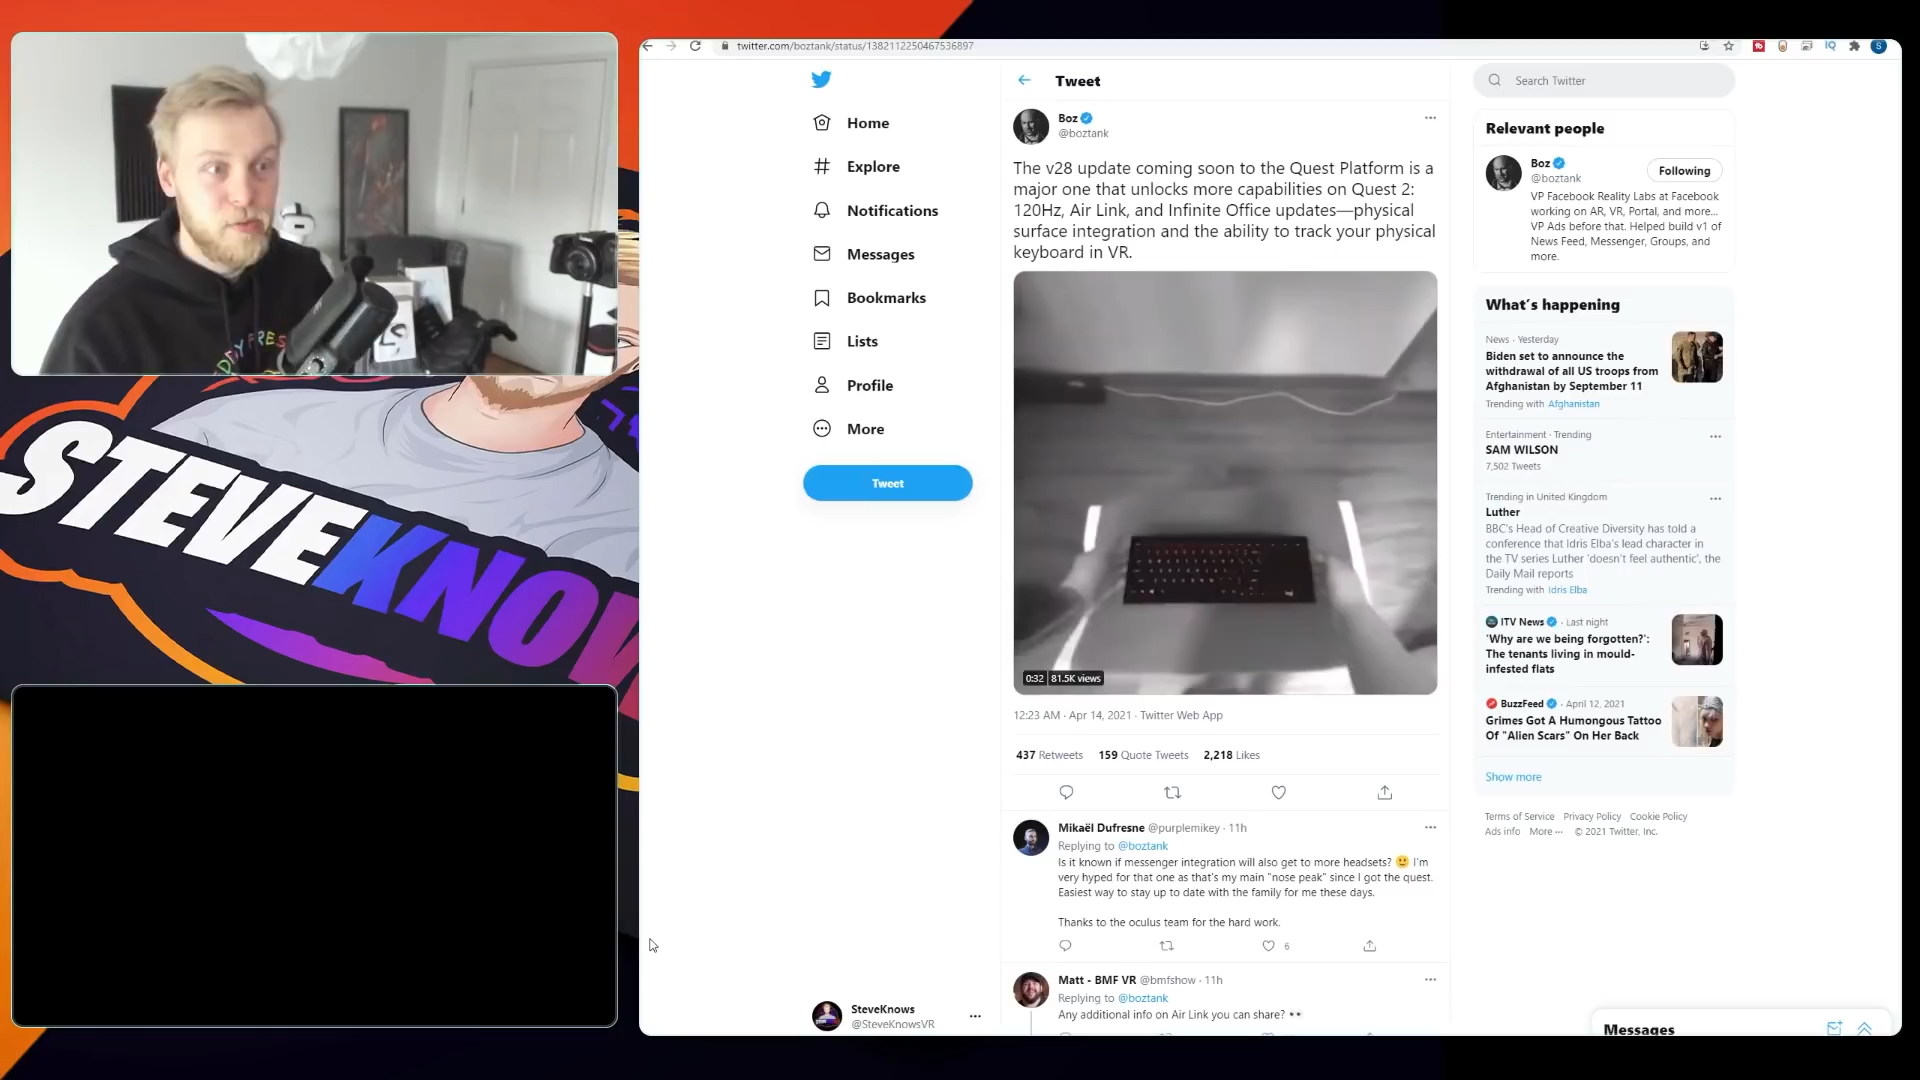 twitter.com/boztank/status/1382112250467536897
IQ
S
Home
Explore
Notifications
Messages
Bookmarks
Lists
Profile
More
Tweet
SteveKnows
@SteveKnowsVR
Tweet
Boz
@boztank
The v28 update coming soon to the Quest Platform is a
major one that unlocks more capabilities on Quest 2:
120Hz, Air Link, and Infinite Office updates—physical
surface integration and the ability to track your physical
keyboard in VR.
0:32 81.5K views
12:23 AM · Apr 14, 2021 · Twitter Web App
437 Retweets 159 Quote Tweets 2,218 Likes
Mikaël Dufresne @purplemikey · 11h
Replying to @boztank
Is it known if messenger integration will also get to more headsets? 🙂 I'm
very hyped for that one as that's my main "nose peak" since I got the quest.
Easiest way to stay up to date with the family for me these days.
Thanks to the oculus team for the hard work.
6
Matt - BMF VR @bmfshow · 11h
Replying to @boztank
Any additional info on Air Link you can share? 👀
Search Twitter
Relevant people
Boz
@boztank
Following
VP Facebook Reality Labs at Facebook
working on AR, VR, Portal, and more...
VP Ads before that. Helped build v1 of
News Feed, Messenger, Groups, and
more.
What's happening
News · Yesterday
Biden set to announce the
withdrawal of all US troops from
Afghanistan by September 11
Trending with Afghanistan
Entertainment · Trending
SAM WILSON
7,502 Tweets
Trending in United Kingdom
Luther
BBC's Head of Creative Diversity has told a
conference that Idris Elba's lead character in
the TV series Luther 'doesn't feel authentic', the
Daily Mail reports
Trending with Idris Elba
ITV News · Last night
'Why are we being forgotten?':
The tenants living in mould-
infested flats
BuzzFeed · April 12, 2021
Grimes Got A Humongous Tattoo
Of "Alien Scars" On Her Back
Show more
Terms of Service Privacy Policy Cookie Policy
Ads info More ··· © 2021 Twitter, Inc.
Messages
STEVEKNOW